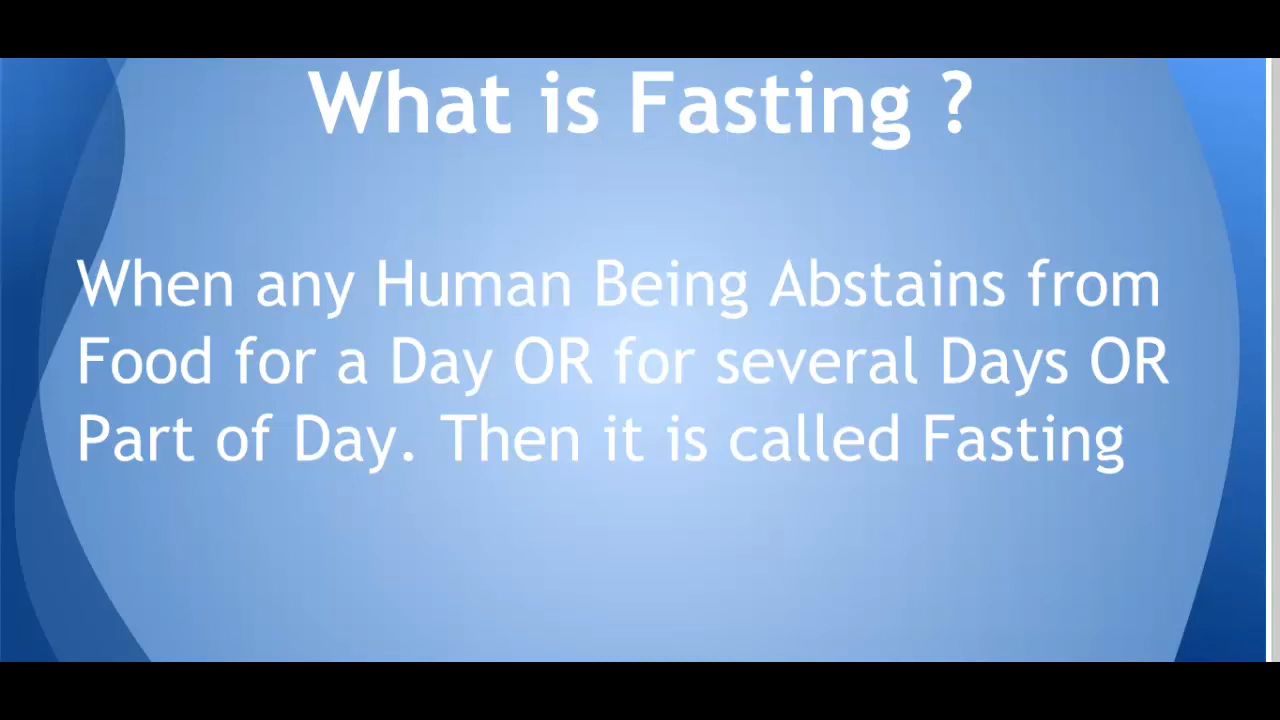 What is Fasting ?
When any Human Being Abstains from
Food for a Day OR for several Days OR
Part of Day. Then it is called Fasting